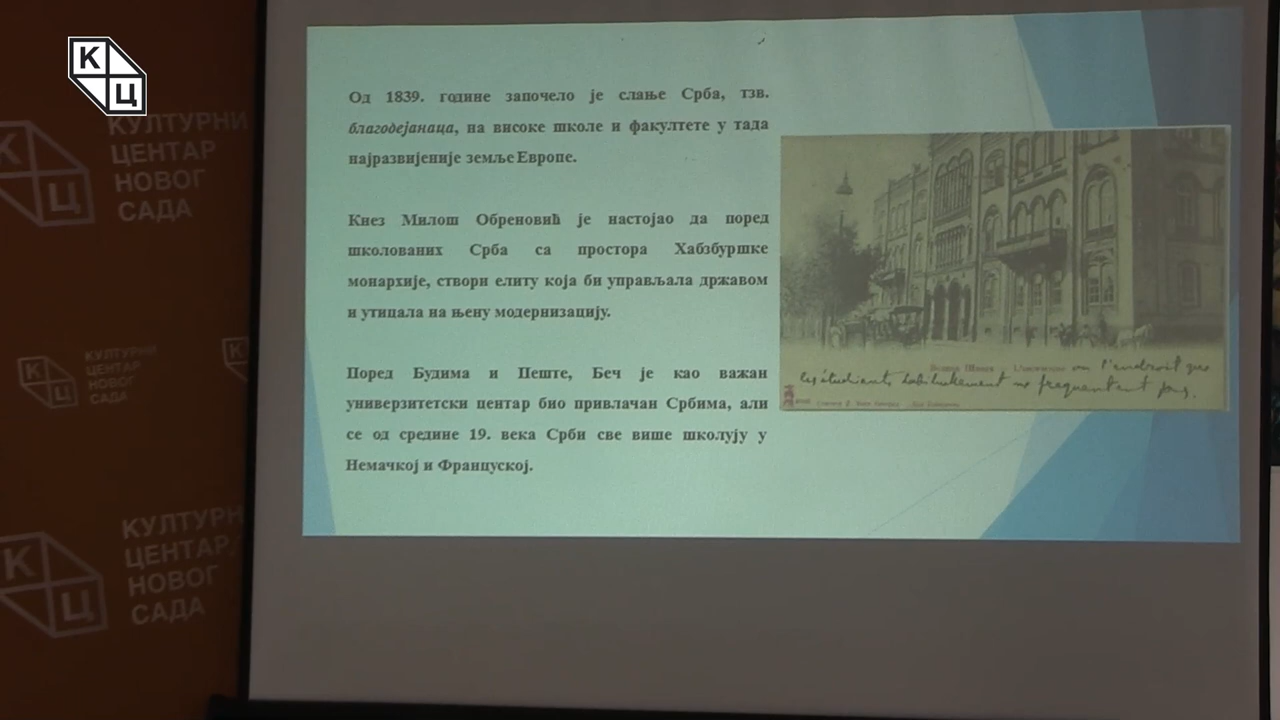 К
Ц
КУЛТУРНИ
ЦЕНТАР
НОВОГ
САДА
К
Ц
КУЛТУРНИ
ЦЕНТАР
НОВОГ
САДА
К
Ц
К
КУЛТУРН
ЦЕНТАР
НОВОГ
САДА
К
Ц
Од 1839. године започело је слање Срба, тзв.
благодејанаца, на високе школе и факултете у тада
најразвијеније земље Европе.
Кнез Милош Обреновић је настојао да поред
школованих Срба са простора Хабзбуршке
монархије, створи елиту која би управљала државом
и утицала на њену модернизацију.
Поред Будима и Пеште, Беч је као важан
универзитетски центар био привлачан Србима, али
се од средине 19. века Срби све више школују у
Немачкој и Француској.
l'endroit que
les étudiants habituellement ne fréquentent pas.